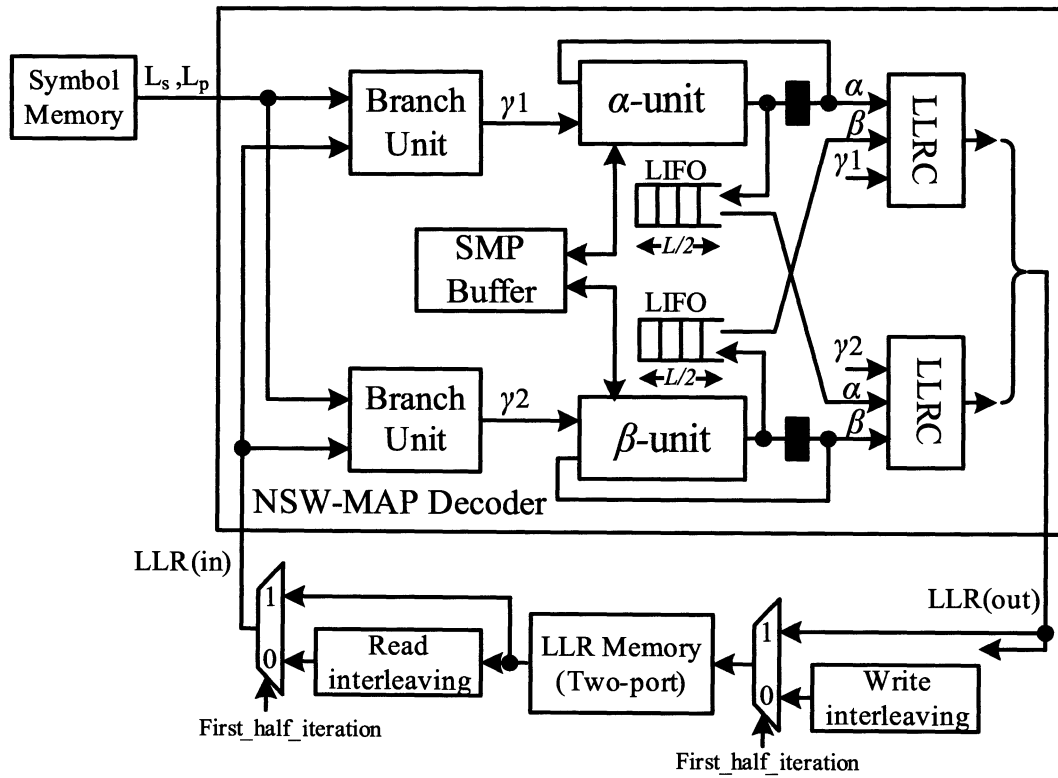 Symbol
Memory
Ls ,Lp
Branch
Unit
γ1
α-unit
α
β
γ1
LLRC
LIFO
L/2
SMP
Buffer
LIFO
L/2
Branch
Unit
γ2
β-unit
γ2
α
β
LLRC
NSW-MAP Decoder
LLR(in)
1
0
Read
interleaving
First_half_iteration
LLR Memory
(Two-port)
1
0
First_half_iteration
LLR(out)
Write
interleaving